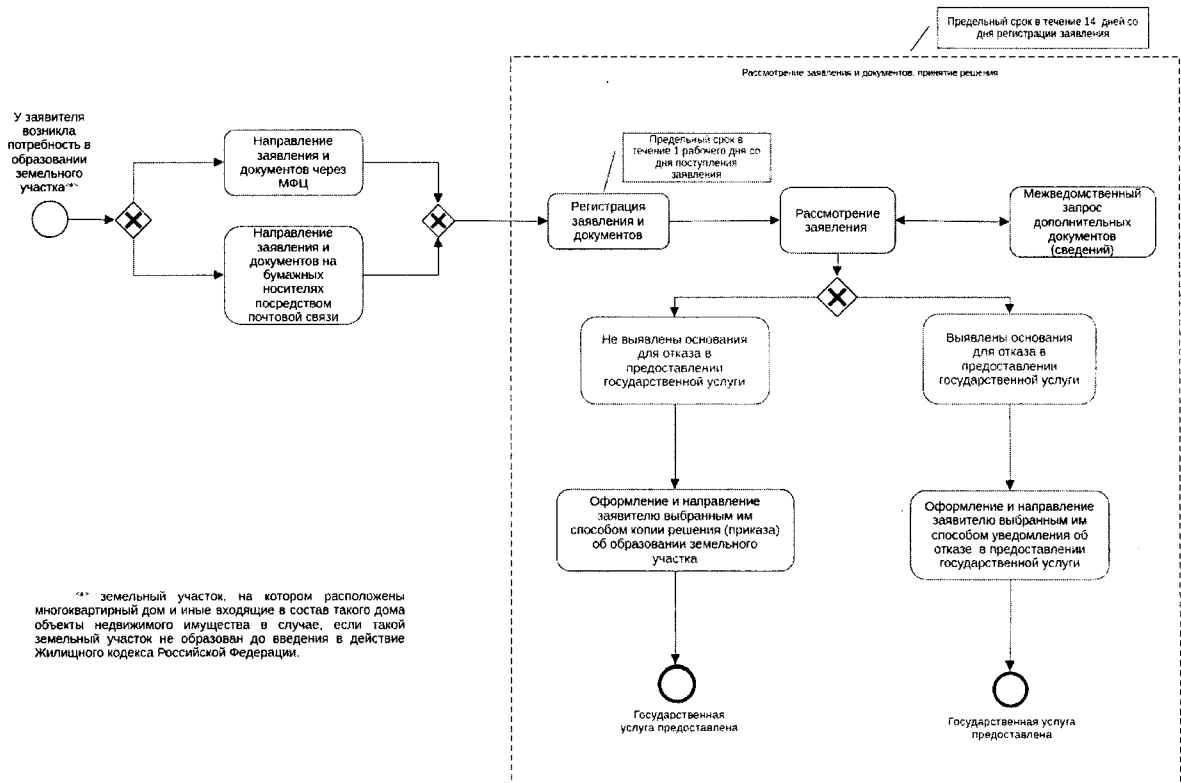 Предельный срок в течение 14 дней со
дня регистрации заявления
Рассмотрение заявления и документов, принятие решения
У заявителя
возникла
потребность в
образовании
земельного
участка<*>
Направление
заявления и
документов через
МФЦ
Направление
заявления и
документов на
бумажных
носителях
посредством
почтовой связи
Предельный срок в
течение 1 рабочего дня со
дня поступления
заявления
Регистрация
заявления и
документов
Рассмотрение
заявления
Межведомственный
запрос
дополнительных
документов
(сведений)
Не выявлены основания
для отказа в
предоставлении
государственной услуги
Выявлены основания
для отказа в
предоставлении
государственной услуги
Оформление и направление
заявителю выбранным им
способом копии решения (приказа)
об образовании земельного
участка
Оформление и направление
заявителю выбранным им
способом уведомления об
отказе в предоставлении
государственной услуги
<*> земельный участок, на котором расположены
многоквартирный дом и иные входящие в состав такого дома
объекты недвижимого имущества в случае, если такой
земельный участок не образован до введения в действие
Жилищного кодекса Российской Федерации.
Государственная
услуга предоставлена
Государственная услуга
предоставлена